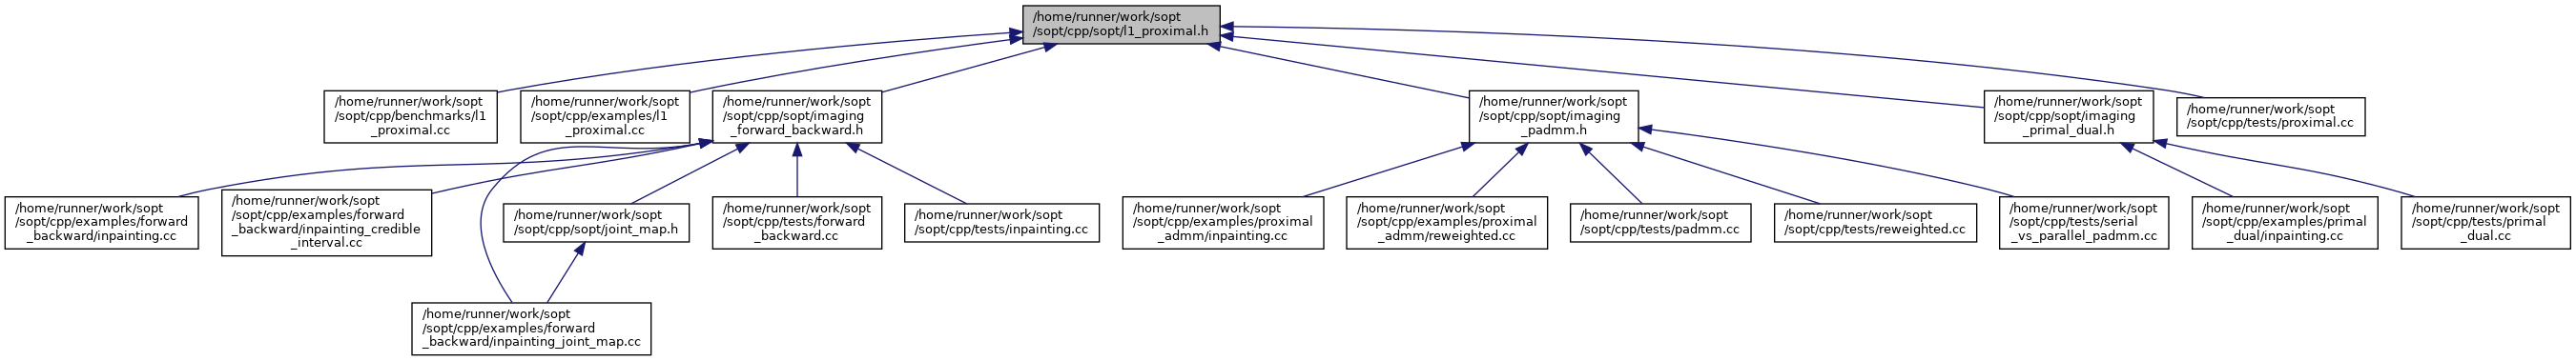 /home/runner/work/sopt
/sopt/cpp/sopt/l1_proximal.h
/home/runner/work/sopt
/sopt/cpp/benchmarks/l1
_proximal.cc
/home/runner/work/sopt
/sopt/cpp/examples/l1
_proximal.cc
/home/runner/work/sopt
/sopt/cpp/sopt/imaging
_forward_backward.h
/home/runner/work/sopt
/sopt/cpp/sopt/imaging
_padmm.h
/home/runner/work/sopt
/sopt/cpp/sopt/imaging
_primal_dual.h
/home/runner/work/sopt
/sopt/cpp/tests/proximal.cc
/home/runner/work/sopt
/sopt/cpp/examples/forward
_backward/inpainting.cc
/home/runner/work/sopt
/sopt/cpp/examples/forward
_backward/inpainting_credible
_interval.cc
/home/runner/work/sopt
/sopt/cpp/sopt/joint_map.h
/home/runner/work/sopt
/sopt/cpp/tests/forward
_backward.cc
/home/runner/work/sopt
/sopt/cpp/tests/inpainting.cc
/home/runner/work/sopt
/sopt/cpp/examples/proximal
_admm/inpainting.cc
/home/runner/work/sopt
/sopt/cpp/examples/proximal
_admm/reweighted.cc
/home/runner/work/sopt
/sopt/cpp/tests/padmm.cc
/home/runner/work/sopt
/sopt/cpp/tests/reweighted.cc
/home/runner/work/sopt
/sopt/cpp/tests/serial
_vs_parallel_padmm.cc
/home/runner/work/sopt
/sopt/cpp/examples/primal
_dual/inpainting.cc
/home/runner/work/sopt
/sopt/cpp/tests/primal
_dual.cc
/home/runner/work/sopt
/sopt/cpp/examples/forward
_backward/inpainting_joint_map.cc